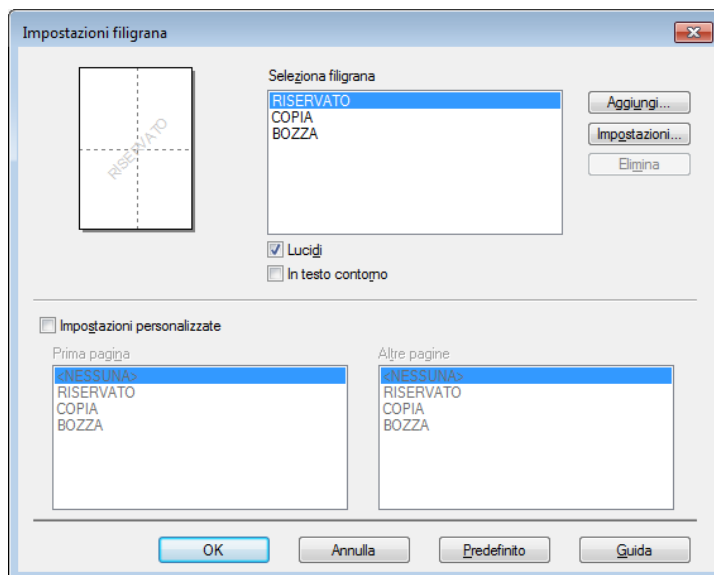 Impostazioni filigrana
RISERVATO
Seleziona filigrana
RISERVATO
COPIA
BOZZA
Aggiungi...
Impostazioni...
Elimina
Lucidi
In testo contorno
Impostazioni personalizzate
Prima pagina
<NESSUNA>
RISERVATO
COPIA
BOZZA
Altre pagine
<NESSUNA>
RISERVATO
COPIA
BOZZA
OK
Annulla
Predefinito
Guida